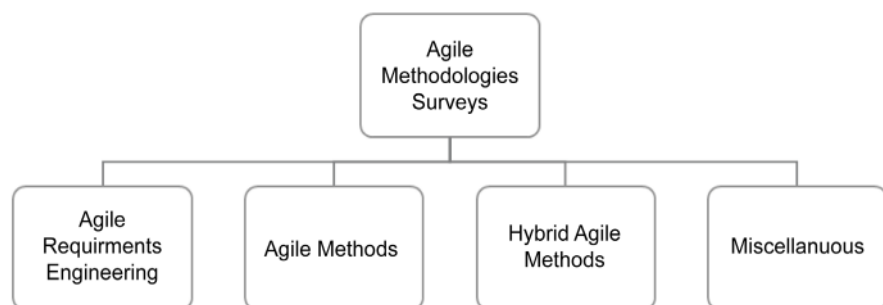 Agile
Methodologies
Surveys
Agile
Requirments
Engineering
Agile Methods
Hybrid Agile
Methods
Miscellanuous